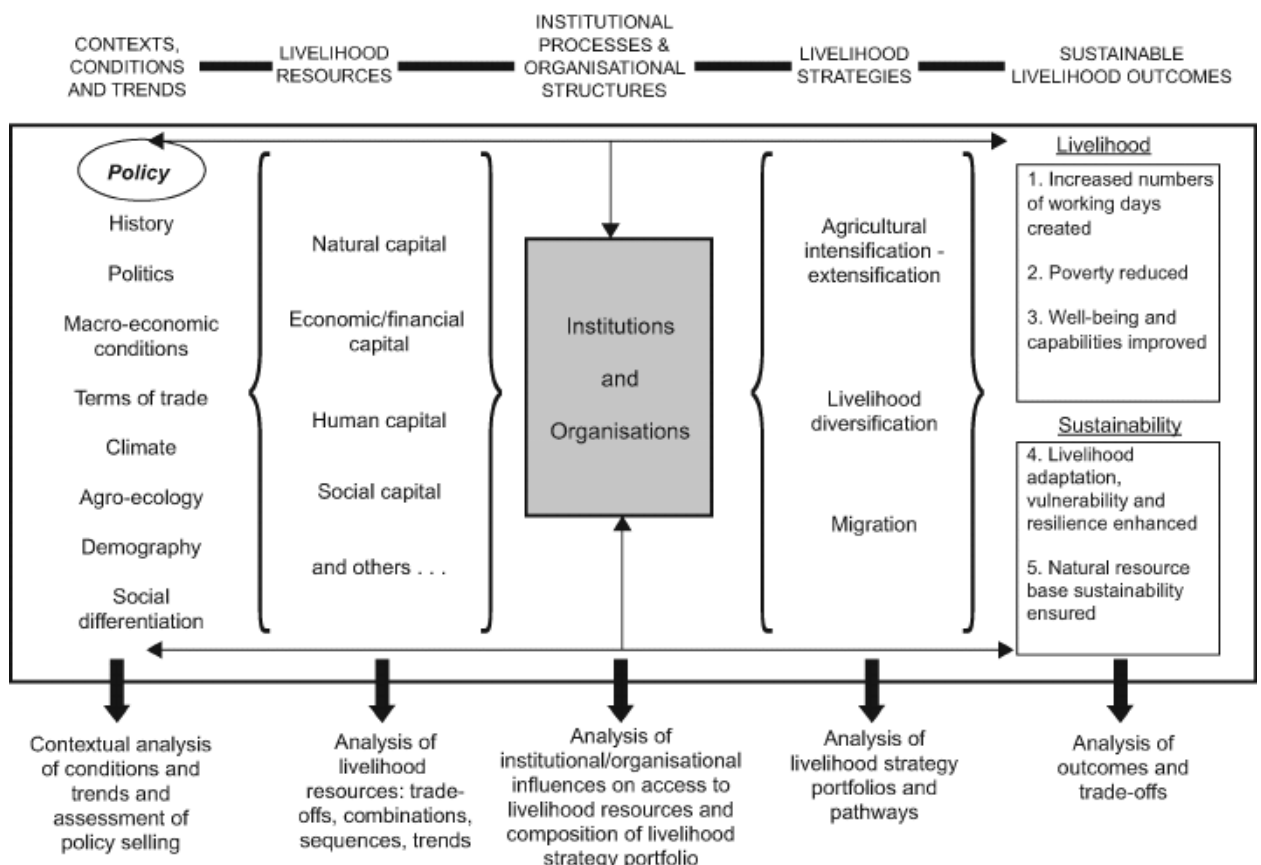 CONTEXTS,
CONDITIONS
AND TRENDS
LIVELIHOOD
RESOURCES
INSTITUTIONAL
PROCESSES &
ORGANISATIONAL
STRUCTURES
LIVELIHOOD
STRATEGIES
SUSTAINABLE
LIVELIHOOD OUTCOMES
Policy
History
Politics
Macro-economic
conditions
Terms of trade
Climate
Agro-ecology
Demography
Social
differentiation
Natural capital
Economic/financial
capital
Human capital
Social capital
and others . . .
Institutions
and
Organisations
Agricultural
intensification -
extensification
Livelihood
diversification
Migration
Livelihood
1. Increased numbers
of working days
created
2. Poverty reduced
3. Well-being and
capabilities improved
Sustainability
4. Livelihood
adaptation,
vulnerability and
resilience enhanced
5. Natural resource
base sustainability
ensured
Contextual analysis
of conditions and
trends and
assessment of
policy selling
Analysis of
livelihood
resources: trade-
offs, combinations,
sequences, trends
Analysis of
institutional/organisational
influences on access to
livelihood resources and
composition of livelihood
strategy portfolio
Analysis of
livelihood strategy
portfolios and
pathways
Analysis of
outcomes and
trade-offs